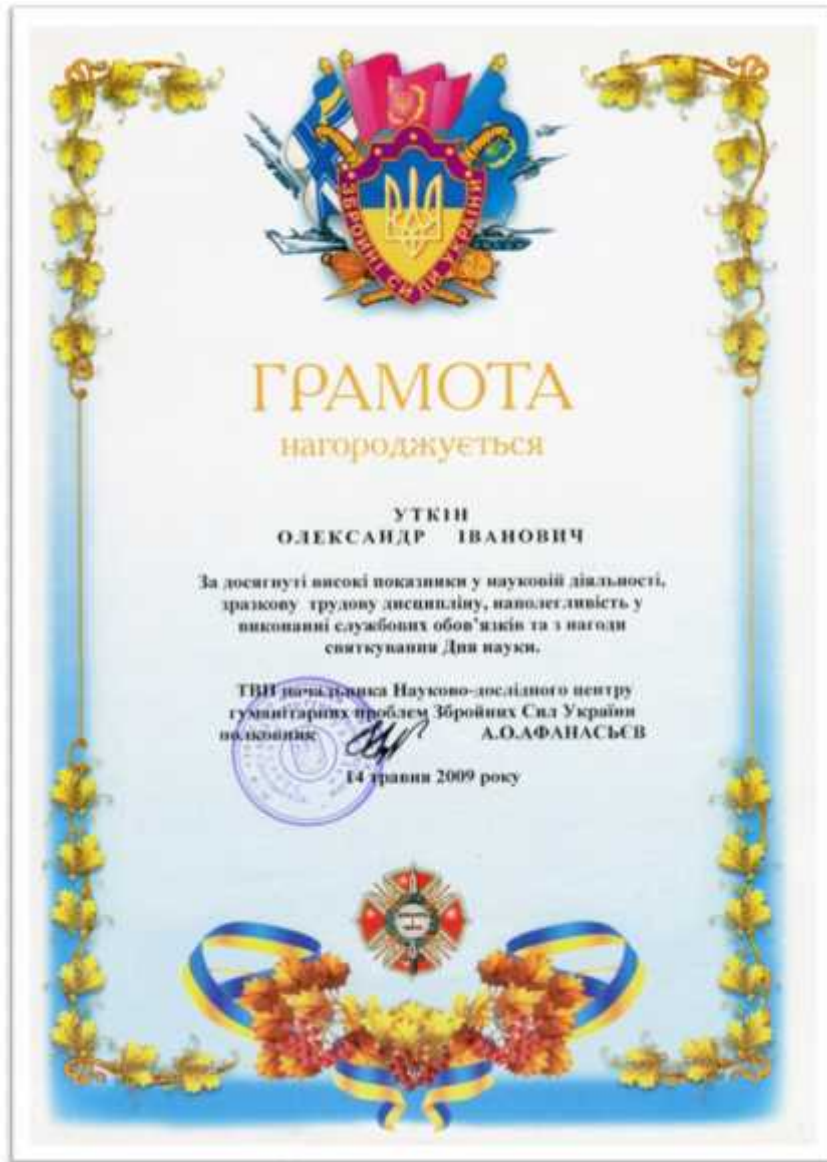 ЗБРОЙНІ СИЛИ УКРАЇНИ
ГРАМОТА
нагороджується
УТКІН
ОЛЕКСАНДР ІВАНОВИЧ
За досягнуті високі показники у науковій діяльності,
зразкову трудову дисципліну, наполегливість у
виконанні службових обов’язків та з нагоди
святкування Дня науки.
ТВП начальника Науково-дослідного центру
гуманітарних проблем Збройних Сил України
полковник А.О.АФАНАСЬЄВ
14 травня 2009 року